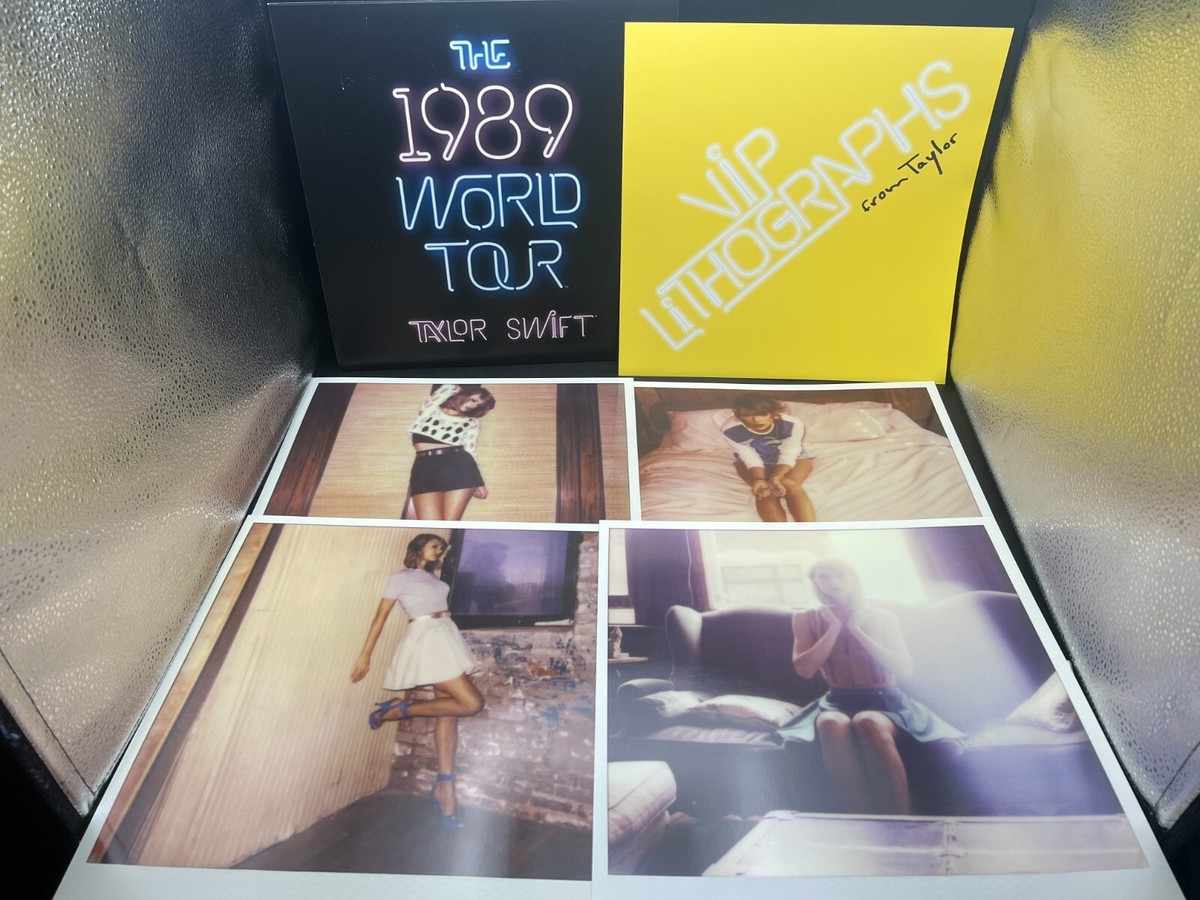 THE
1989
WORLD
TOUR
TAYLOR SWIFT
ViP
LiTHOGRAPHS
from Taylor